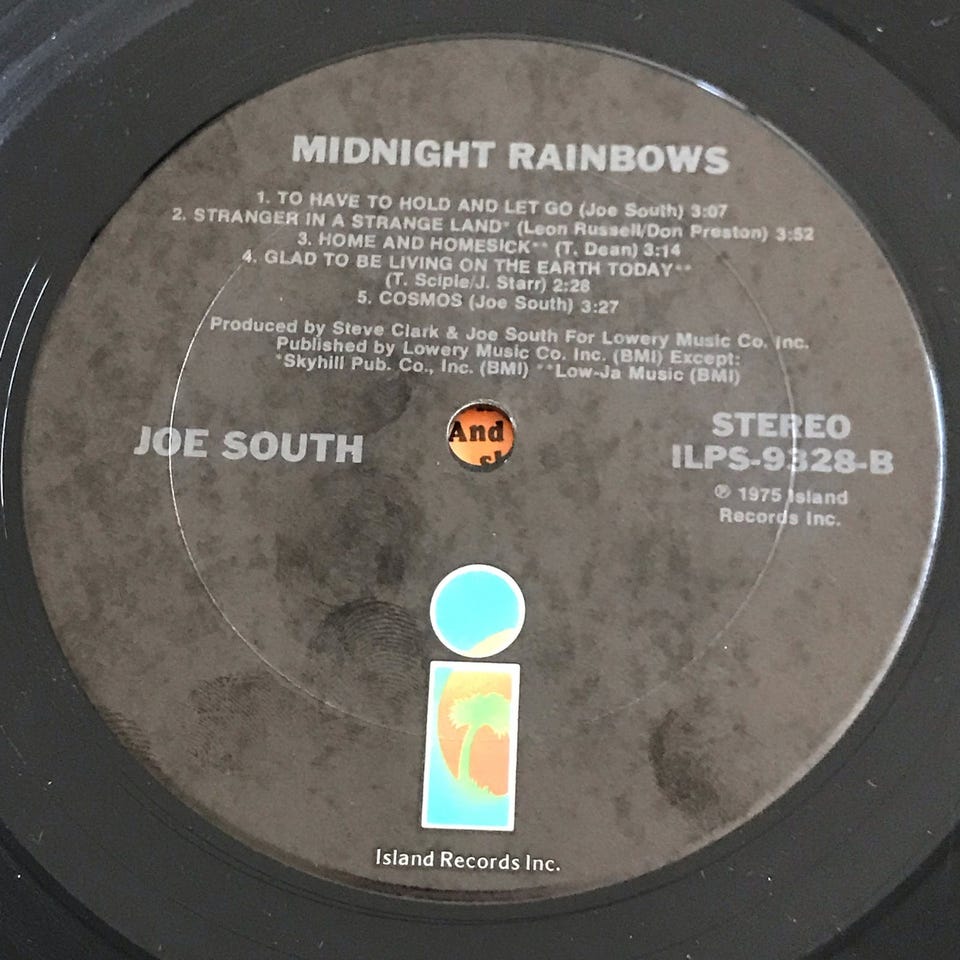 MIDNIGHT RAINBOWS
1. TO HAVE TO HOLD AND LET GO (Joe South) 3:07
2. STRANGER IN A STRANGE LAND* (Leon Russell/Don Preston) 3:52
3. HOME AND HOMESICK** (T. Dean) 3:14
4. GLAD TO BE LIVING ON THE EARTH TODAY**
(T. Sciple/J. Starr) 2:28
5. COSMOS (Joe South) 3:27
Produced by Steve Clark & Joe South For Lowery Music Co. Inc.
Published by Lowery Music Co. Inc. (BMI) Except:
*Skyhill Pub. Co., Inc. (BMI) **Low-Ja Music (BMI)
JOE SOUTH
And
STEREO
ILPS-9328-B
℗ 1975 Island
Records Inc.
i
Island Records Inc.